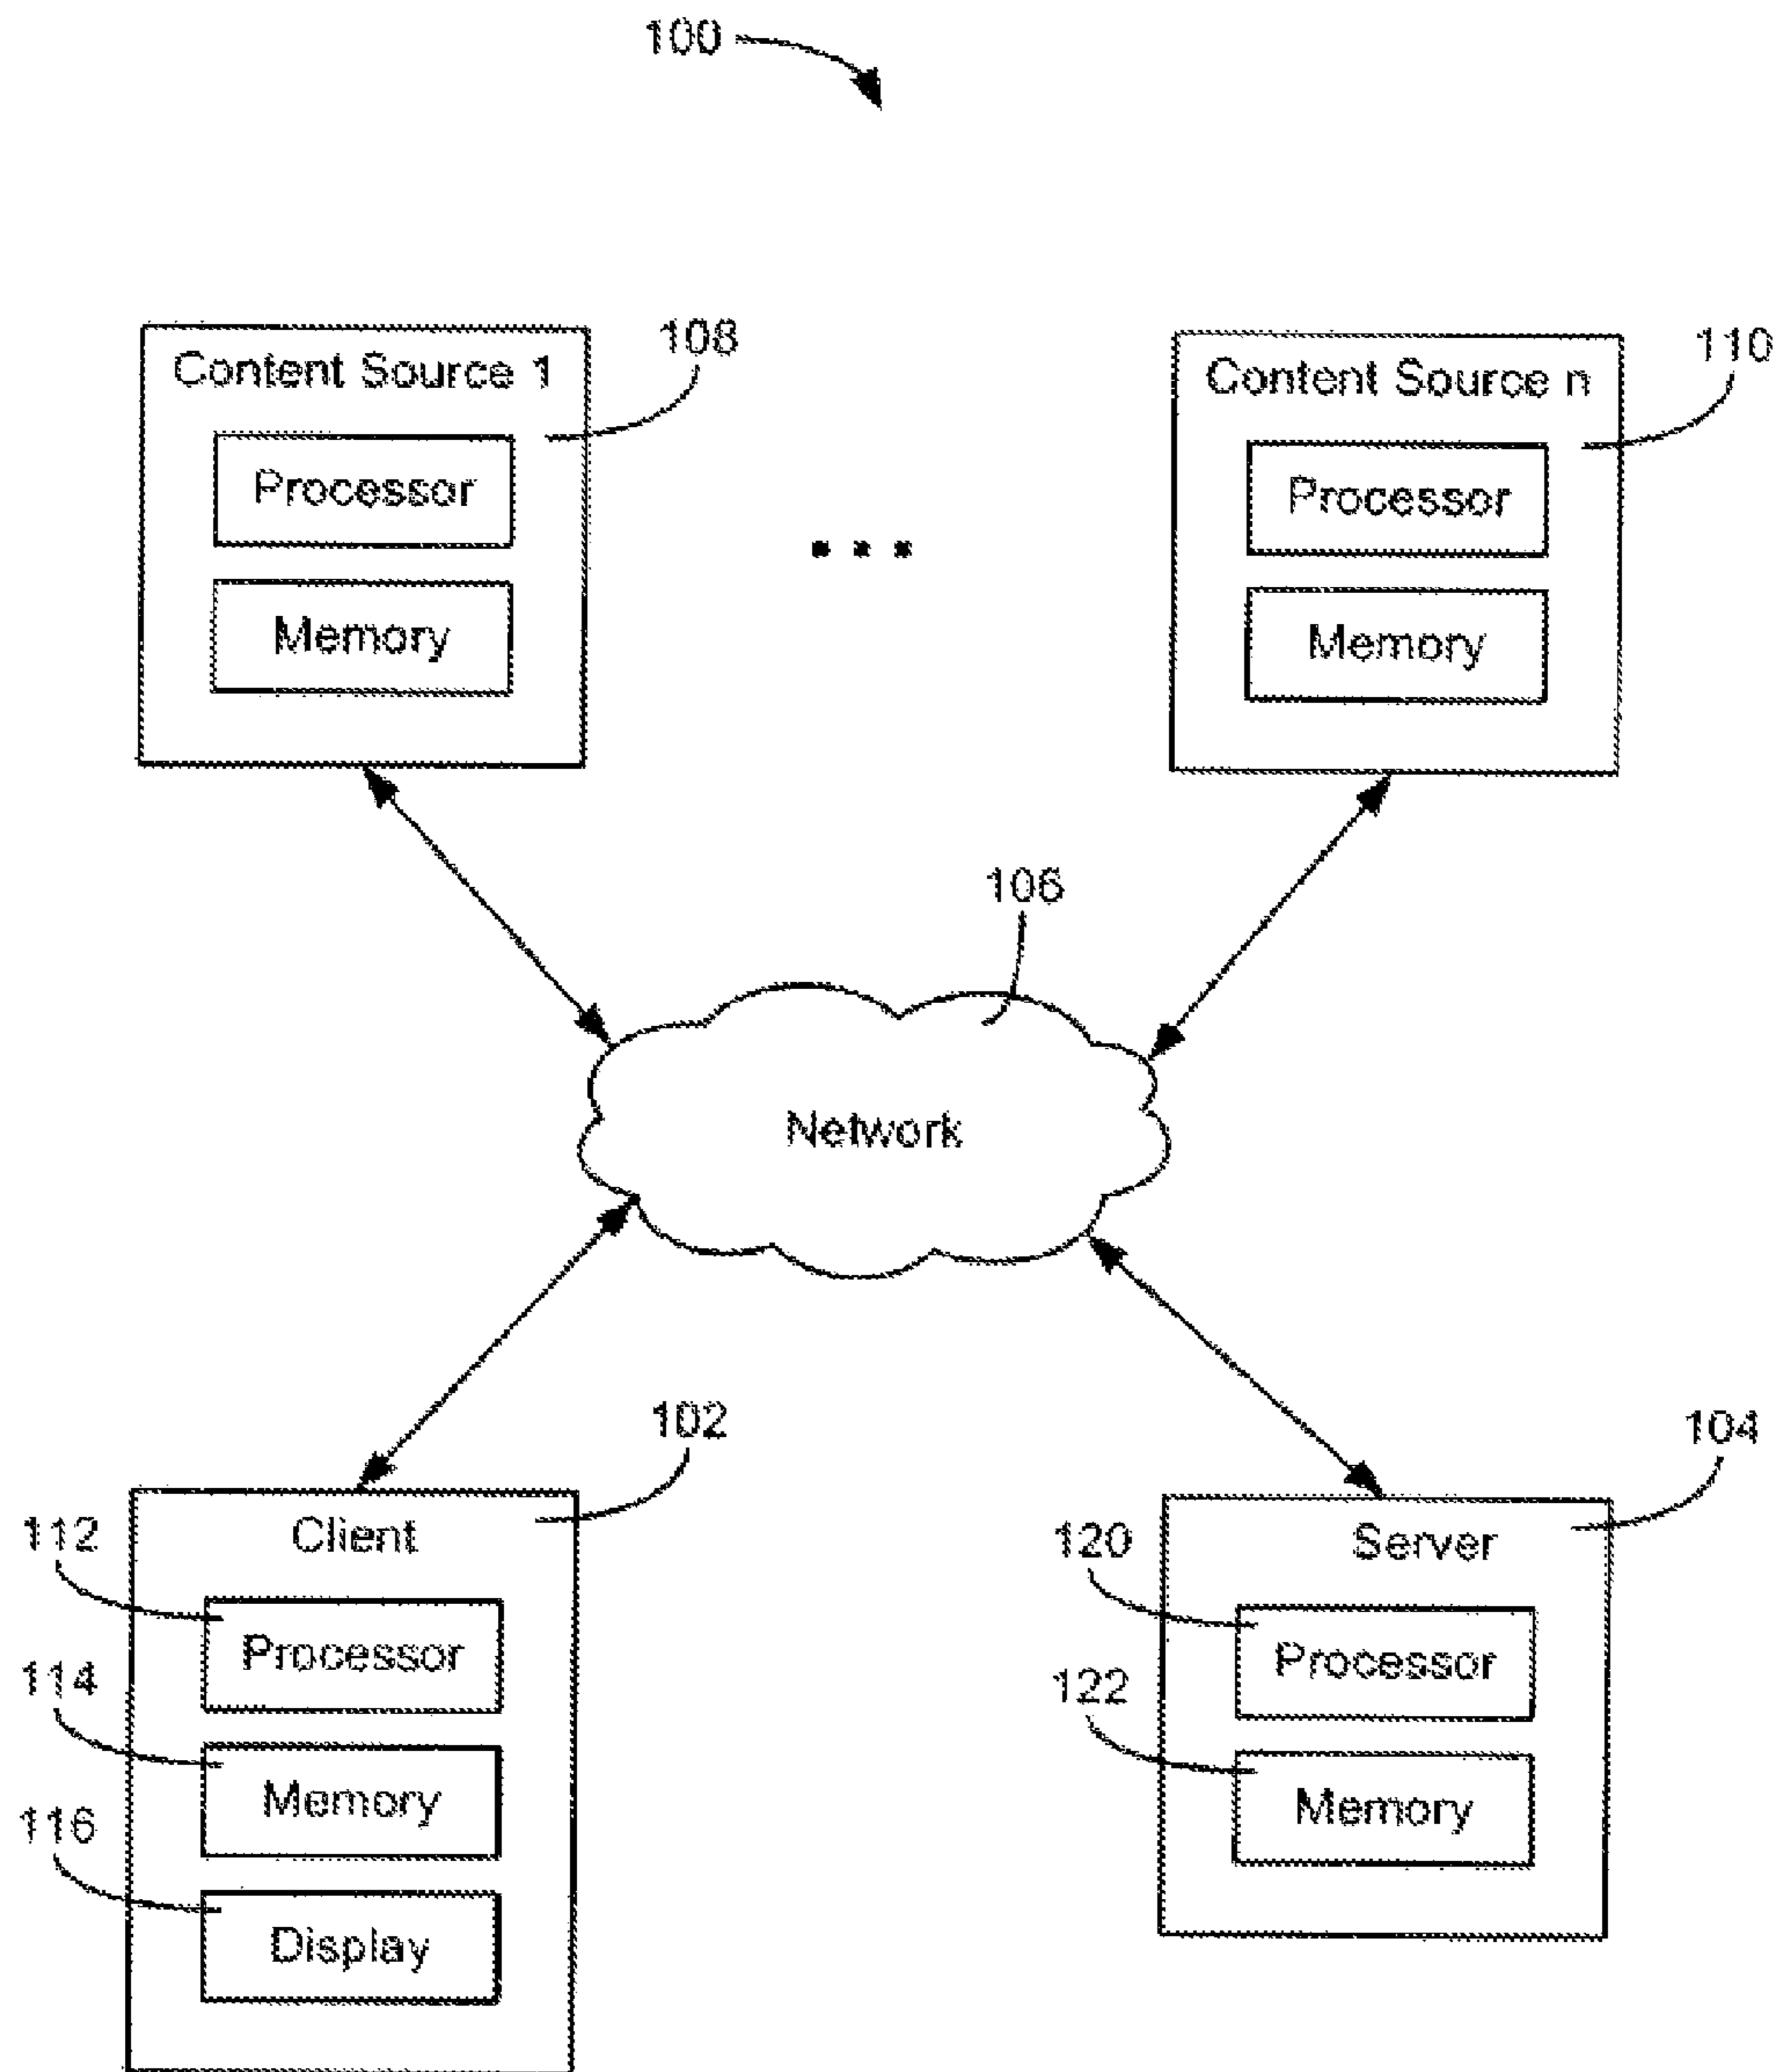 100
Content Source 1
108
Processor
Memory
...
Content Source n
110
Processor
Memory
106
Network
102
Client
112
Processor
114
Memory
116
Display
104
Server
120
Processor
122
Memory